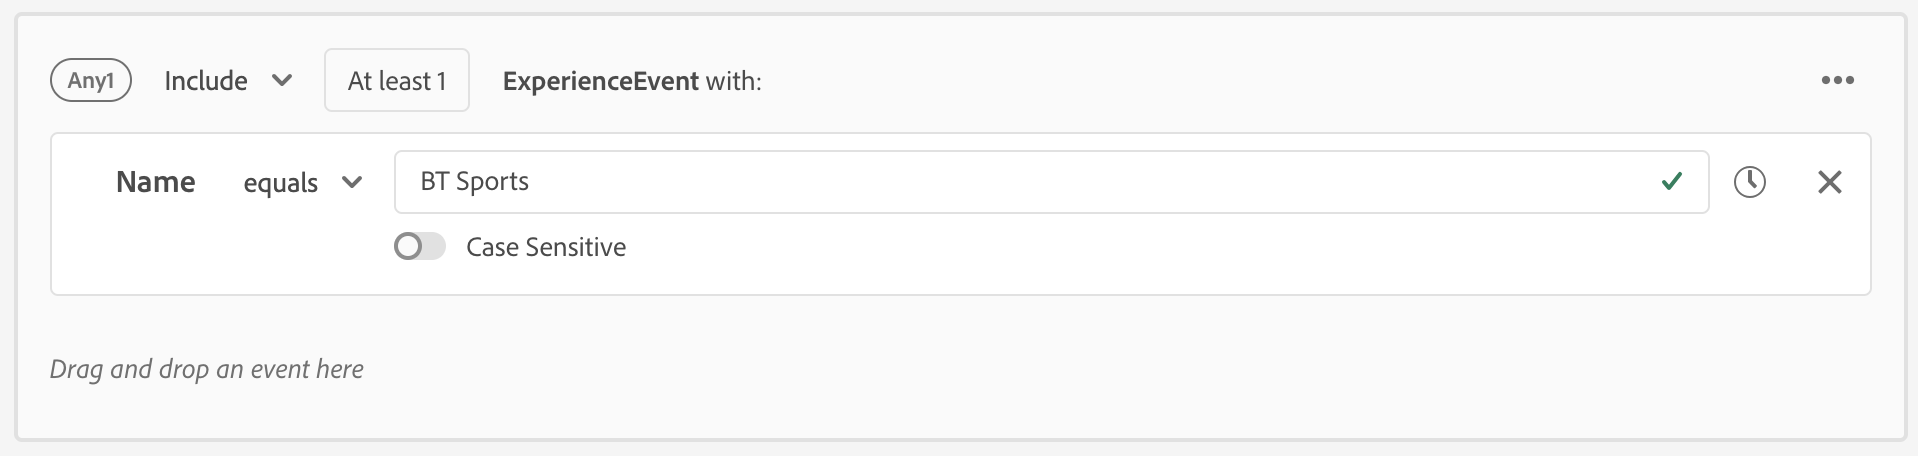 Any1 Include At least 1 ExperienceEvent with:
Name equals BT Sports
Case Sensitive
Drag and drop an event here